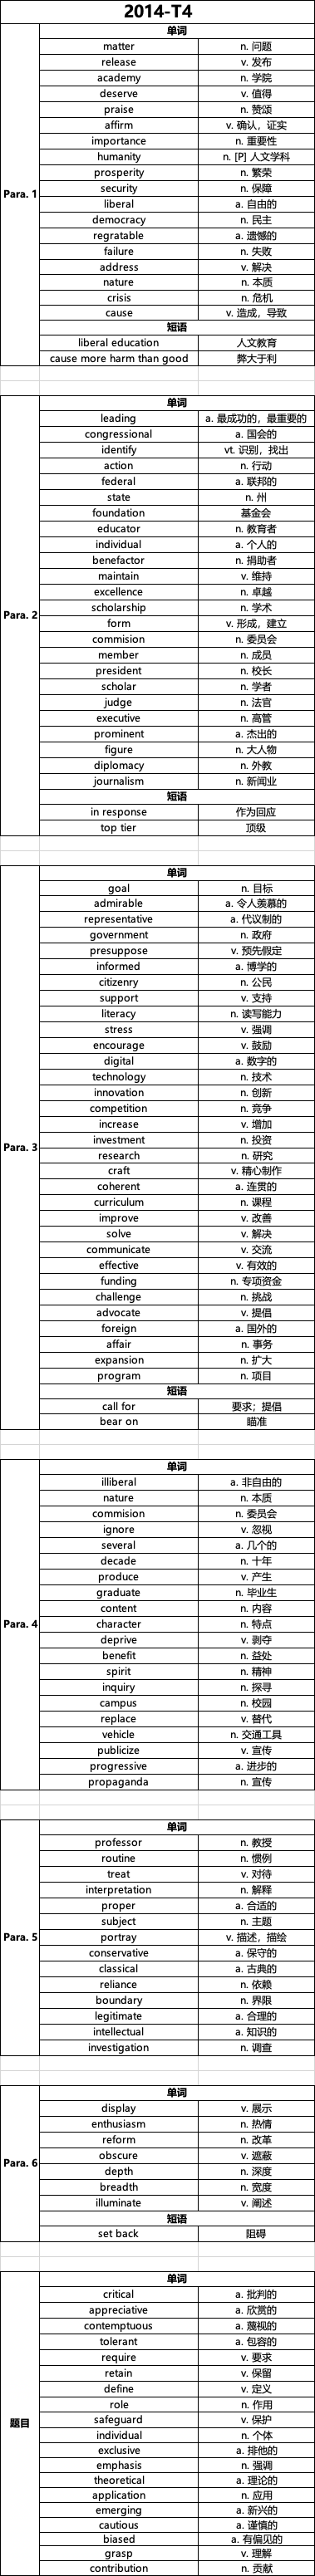 2014-T4
Para. 1
单词
matter n. 问题
release v. 发布
academy n. 学院
deserve v. 值得
praise n. 赞颂
affirm v. 确认，证实
importance n. 重要性
humanity n. [P] 人文学科
prosperity n. 繁荣
security n. 保障
liberal a. 自由的
democracy n. 民主
regratable a. 遗憾的
failure n. 失败
address v. 解决
nature n. 本质
crisis n. 危机
cause v. 造成，导致
短语
liberal education 人文教育
cause more harm than good 弊大于利
Para. 2
单词
leading a. 最成功的，最重要的
congressional a. 国会的
identify vt. 识别，找出
action n. 行动
federal a. 联邦的
state n. 州
foundation 基金会
educator n. 教育者
individual a. 个人的
benefactor n. 捐助者
maintain v. 维持
excellence n. 卓越
scholarship n. 学术
form v. 形成，建立
commision n. 委员会
member n. 成员
president n. 校长
scholar n. 学者
judge n. 法官
executive n. 高管
prominent a. 杰出的
figure n. 大人物
diplomacy n. 外教
journalism n. 新闻业
短语
in response 作为回应
top tier 顶级
Para. 3
单词
goal n. 目标
admirable a. 令人羡慕的
representative a. 代议制的
government n. 政府
presuppose v. 预先假定
informed a. 博学的
citizenry n. 公民
support v. 支持
literacy n. 读写能力
stress v. 强调
encourage v. 鼓励
digital a. 数字的
technology n. 技术
innovation n. 创新
competition n. 竞争
increase v. 增加
investment n. 投资
research n. 研究
craft v. 精心制作
coherent a. 连贯的
curriculum n. 课程
improve v. 改善
solve v. 解决
communicate v. 交流
effective v. 有效的
funding n. 专项资金
challenge n. 挑战
advocate v. 提倡
foreign a. 国外的
affair n. 事务
expansion n. 扩大
program n. 项目
短语
call for 要求；提倡
bear on 瞄准
Para. 4
单词
illiberal a. 非自由的
nature n. 本质
commision n. 委员会
ignore v. 忽视
several a. 几个的
decade n. 十年
produce v. 产生
graduate n. 毕业生
content n. 内容
character n. 特点
deprive v. 剥夺
benefit n. 益处
spirit n. 精神
inquiry n. 探寻
campus n. 校园
replace v. 替代
vehicle n. 交通工具
publicize v. 宣传
progressive a. 进步的
propaganda n. 宣传
Para. 5
单词
professor n. 教授
routine n. 惯例
treat v. 对待
interpretation n. 解释
proper a. 合适的
subject n. 主题
portray v. 描述，描绘
conservative a. 保守的
classical a. 古典的
reliance n. 依赖
boundary n. 界限
legitimate a. 合理的
intellectual a. 知识的
investigation n. 调查
Para. 6
单词
display v. 展示
enthusiasm n. 热情
reform n. 改革
obscure v. 遮蔽
depth n. 深度
breadth n. 宽度
illuminate v. 阐述
短语
set back 阻碍
题目
单词
critical a. 批判的
appreciative a. 欣赏的
contemptuous a. 蔑视的
tolerant a. 包容的
require v. 要求
retain v. 保留
define v. 定义
role n. 作用
safeguard v. 保护
individual n. 个体
exclusive a. 排他的
emphasis n. 强调
theoretical a. 理论的
application n. 应用
emerging a. 新兴的
cautious a. 谨慎的
biased a. 有偏见的
grasp v. 理解
contribution n. 贡献